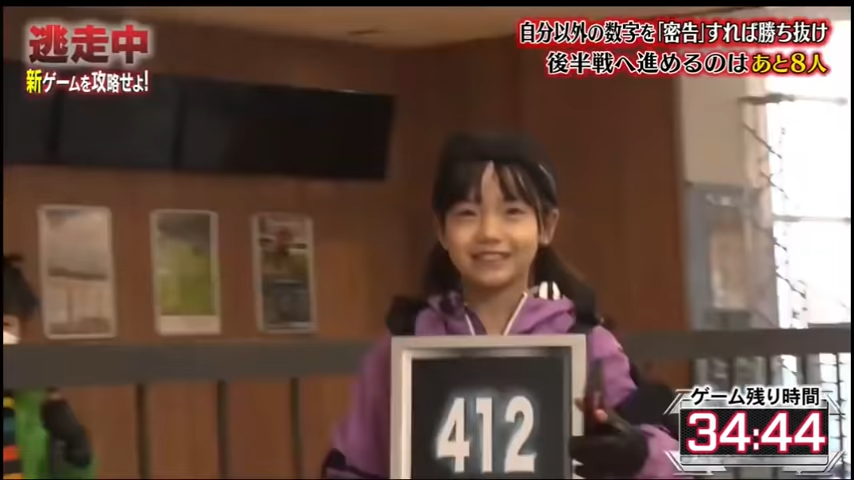 逃走中
新ゲームを攻略せよ!
自分以外の数字を「密告」すれば勝ち抜け
後半戦へ進めるのは あと8人
412
ゲーム残り時間
34:44